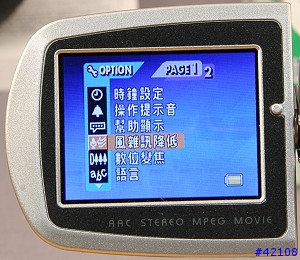 OPTION PAGE 1 2
時鐘設定
操作提示音
幫助顯示
風雜訊降低
數位變焦
abc 語言
AAC STEREO MPEG MOVIE
#42108